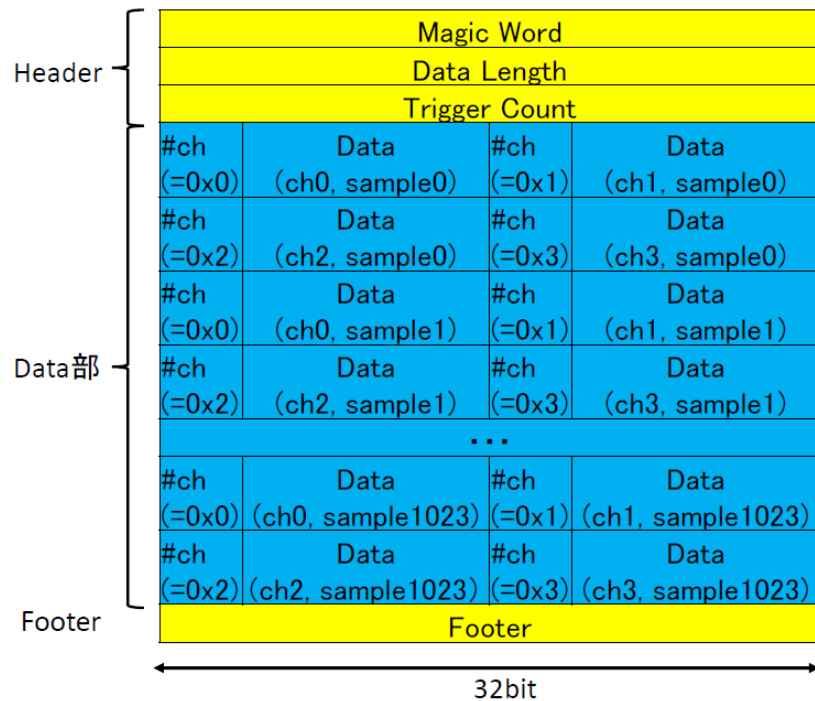 Header
Magic Word
Data Length
Trigger Count
Data部
#ch Data #ch Data
(=0x0) (ch0, sample0) (=0x1) (ch1, sample0)
#ch Data #ch Data
(=0x2) (ch2, sample0) (=0x3) (ch3, sample0)
#ch Data #ch Data
(=0x0) (ch0, sample1) (=0x1) (ch1, sample1)
#ch Data #ch Data
(=0x2) (ch2, sample1) (=0x3) (ch3, sample1)
...
#ch Data #ch Data
(=0x0) (ch0, sample1023) (=0x1) (ch1, sample1023)
#ch Data #ch Data
(=0x2) (ch2, sample1023) (=0x3) (ch3, sample1023)
Footer
Footer
32bit